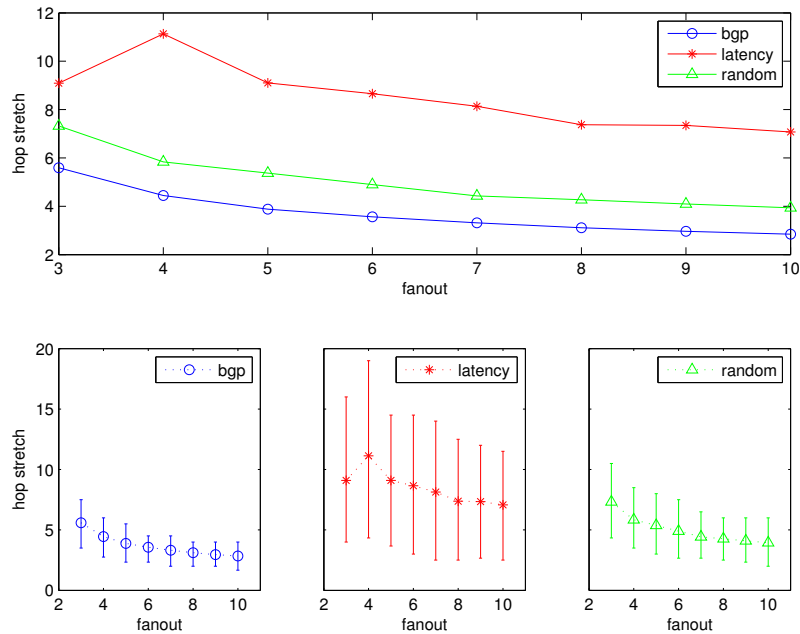 12
10
8
6
4
2
hop stretch
bgp
latency
random
3 4 5 6 7 8 9 10
fanout
20
15
10
5
0
hop stretch
bgp
latency
random
2 4 6 8 10
2 4 6 8 10
2 4 6 8 10
fanout
fanout
fanout